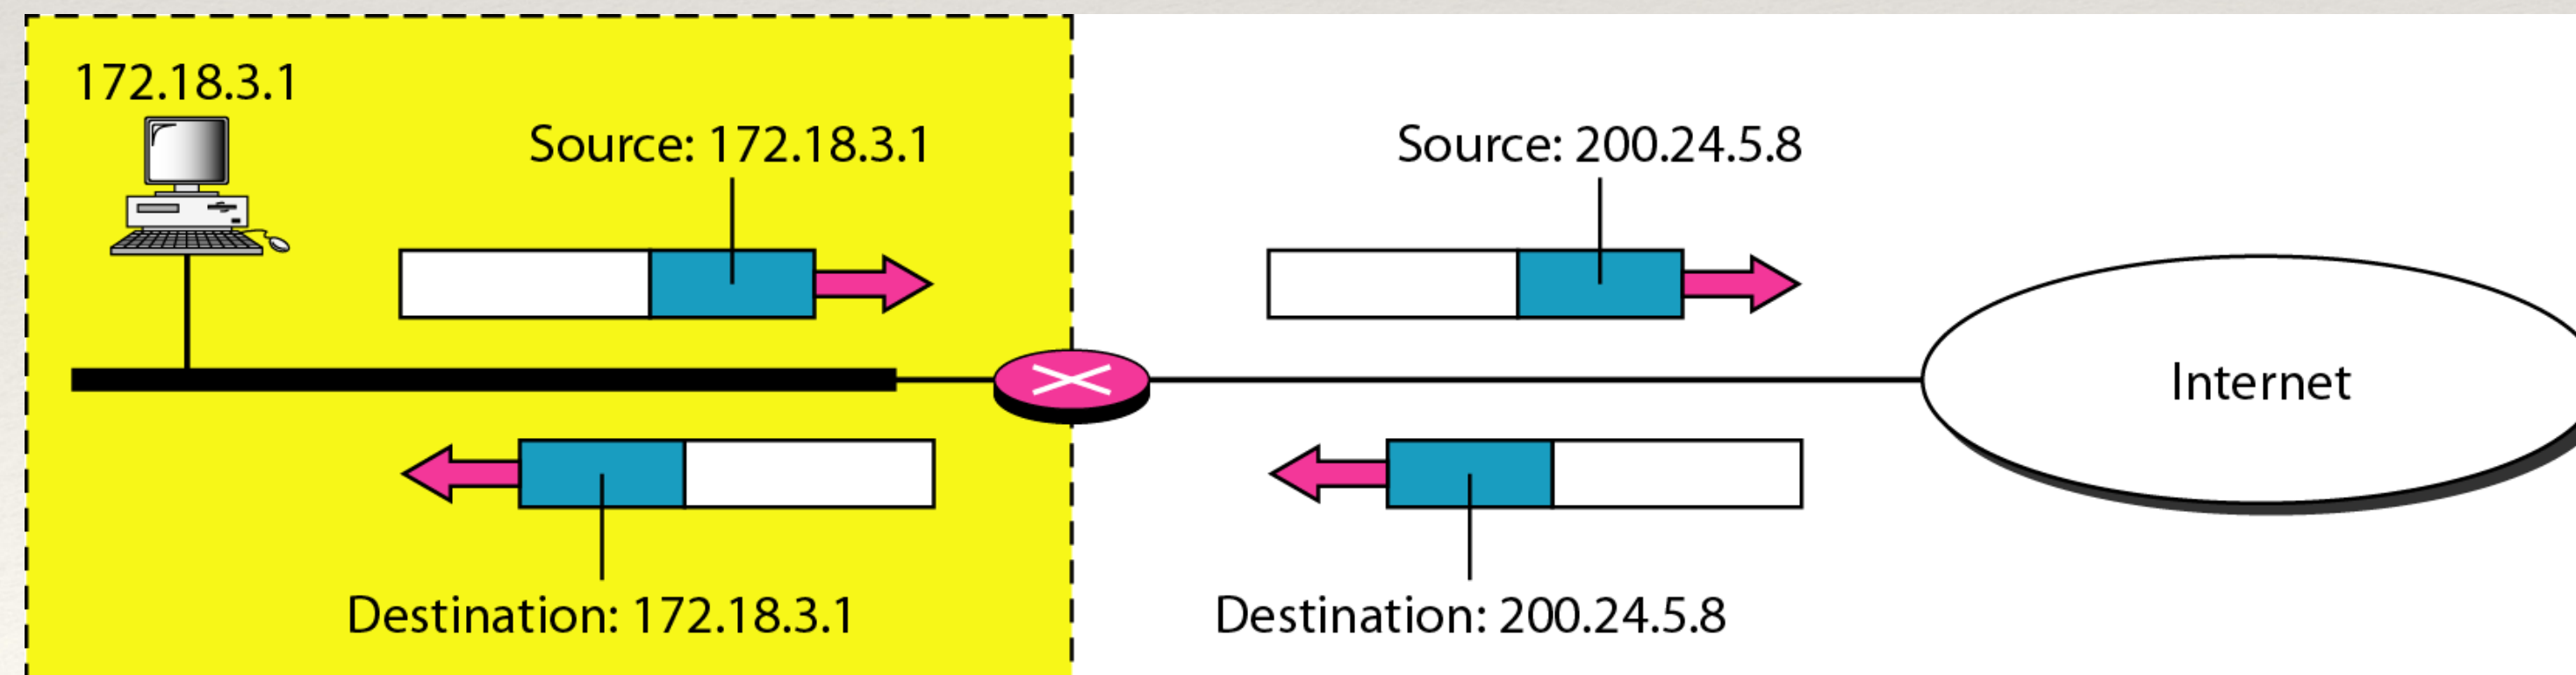 172.18.3.1
Source: 172.18.3.1
Source: 200.24.5.8
Internet
Destination: 172.18.3.1
Destination: 200.24.5.8